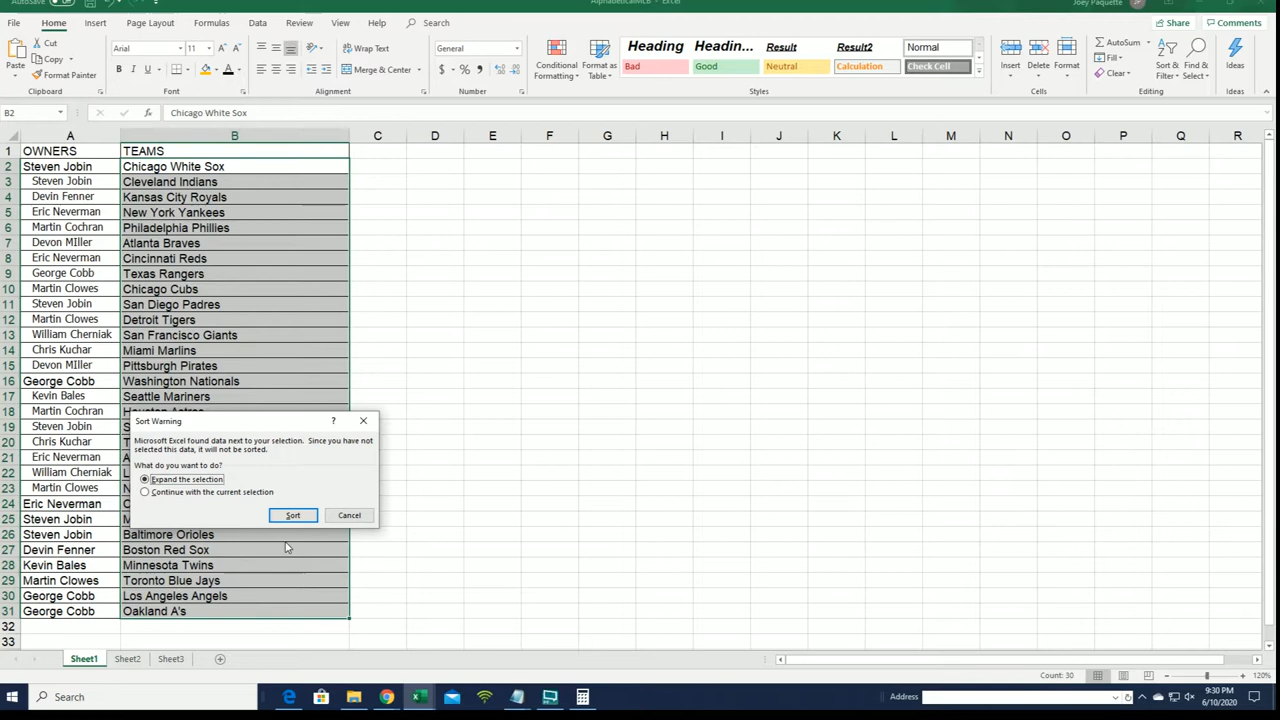 AutoSave Off AlphabeticalMLB - Excel Joey Paquette JP
File Home Insert Page Layout Formulas Data Review View Help Search Share Comments
Paste Cut Copy Format Painter Clipboard
Arial 11 B I U Font
Wrap Text Merge & Center Alignment
General $ % Number
Conditional Formatting Format as Table
Heading Headin... Result Result2 Normal
Bad Good Neutral Calculation Check Cell
Styles
Insert Delete Format Cells
AutoSum Fill Clear Sort & Filter Find & Select Editing
Ideas Ideas
B2 fx Chicago White Sox
A B C D E F G H I J K L M N O P Q R
1 OWNERS TEAMS
2 Steven Jobin Chicago White Sox
3 Steven Jobin Cleveland Indians
4 Devin Fenner Kansas City Royals
5 Eric Neverman New York Yankees
6 Martin Cochran Philadelphia Phillies
7 Devon MIller Atlanta Braves
8 Eric Neverman Cincinnati Reds
9 George Cobb Texas Rangers
10 Martin Clowes Chicago Cubs
11 Steven Jobin San Diego Padres
12 Martin Clowes Detroit Tigers
13 William Cherniak San Francisco Giants
14 Chris Kuchar Miami Marlins
15 Devon MIller Pittsburgh Pirates
16 George Cobb Washington Nationals
17 Kevin Bales Seattle Mariners
18 Martin Cochran Houston Astros
19 Steven Jobin S
20 Chris Kuchar T
21 Eric Neverman A
22 William Cherniak L
23 Martin Clowes N
24 Eric Neverman C
25 Steven Jobin M
26 Steven Jobin Baltimore Orioles
27 Devin Fenner Boston Red Sox
28 Kevin Bales Minnesota Twins
29 Martin Clowes Toronto Blue Jays
30 George Cobb Los Angeles Angels
31 George Cobb Oakland A's
32
33
Sort Warning ?
Microsoft Excel found data next to your selection. Since you have not
selected this data, it will not be sorted.
What do you want to do?
Expand the selection
Continue with the current selection
Sort Cancel
Sheet1 Sheet2 Sheet3
Count: 30 120%
Search Address 9:30 PM
6/10/2020